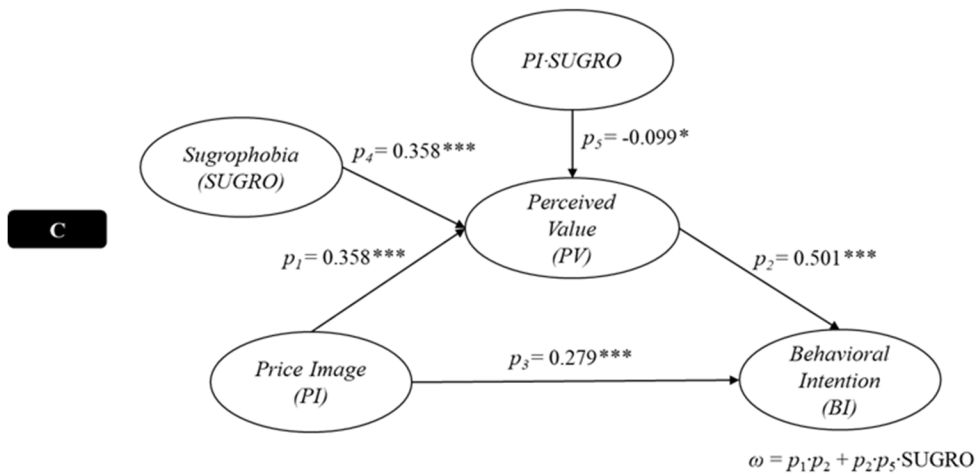 PI·SUGRO
p5= -0.099*
Sugrophobia
(SUGRO)
p4= 0.358***
Perceived
Value
(PV)
C
p1= 0.358***
p2= 0.501***
Price Image
(PI)
p3= 0.279***
Behavioral
Intention
(BI)
ω = p1·p2 + p2·p5·SUGRO